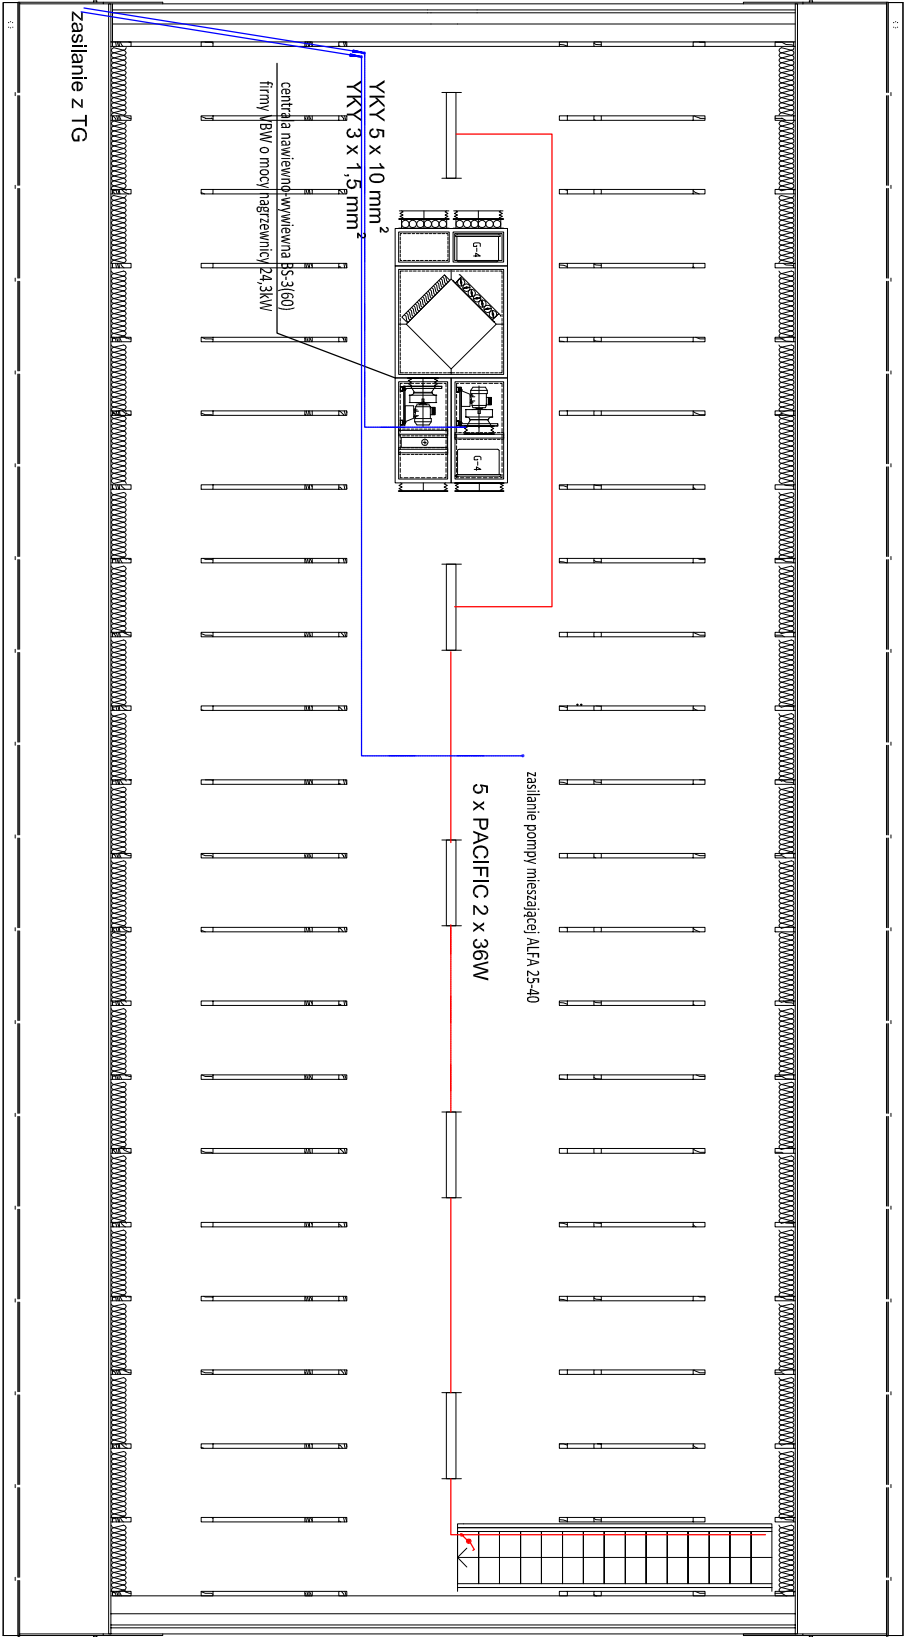 zasilanie z TG
YKY 5 x 10 mm²
YKY 3 x 1,5 mm²
centrala nawiewno-wywiewna BS-3(60)
firmy VBW o mocy nagrzewnicy 24,3kW
G-4
G-4
zasilanie pompy mieszającej ALFA 25-40
5 x PACIFIC 2 x 36W